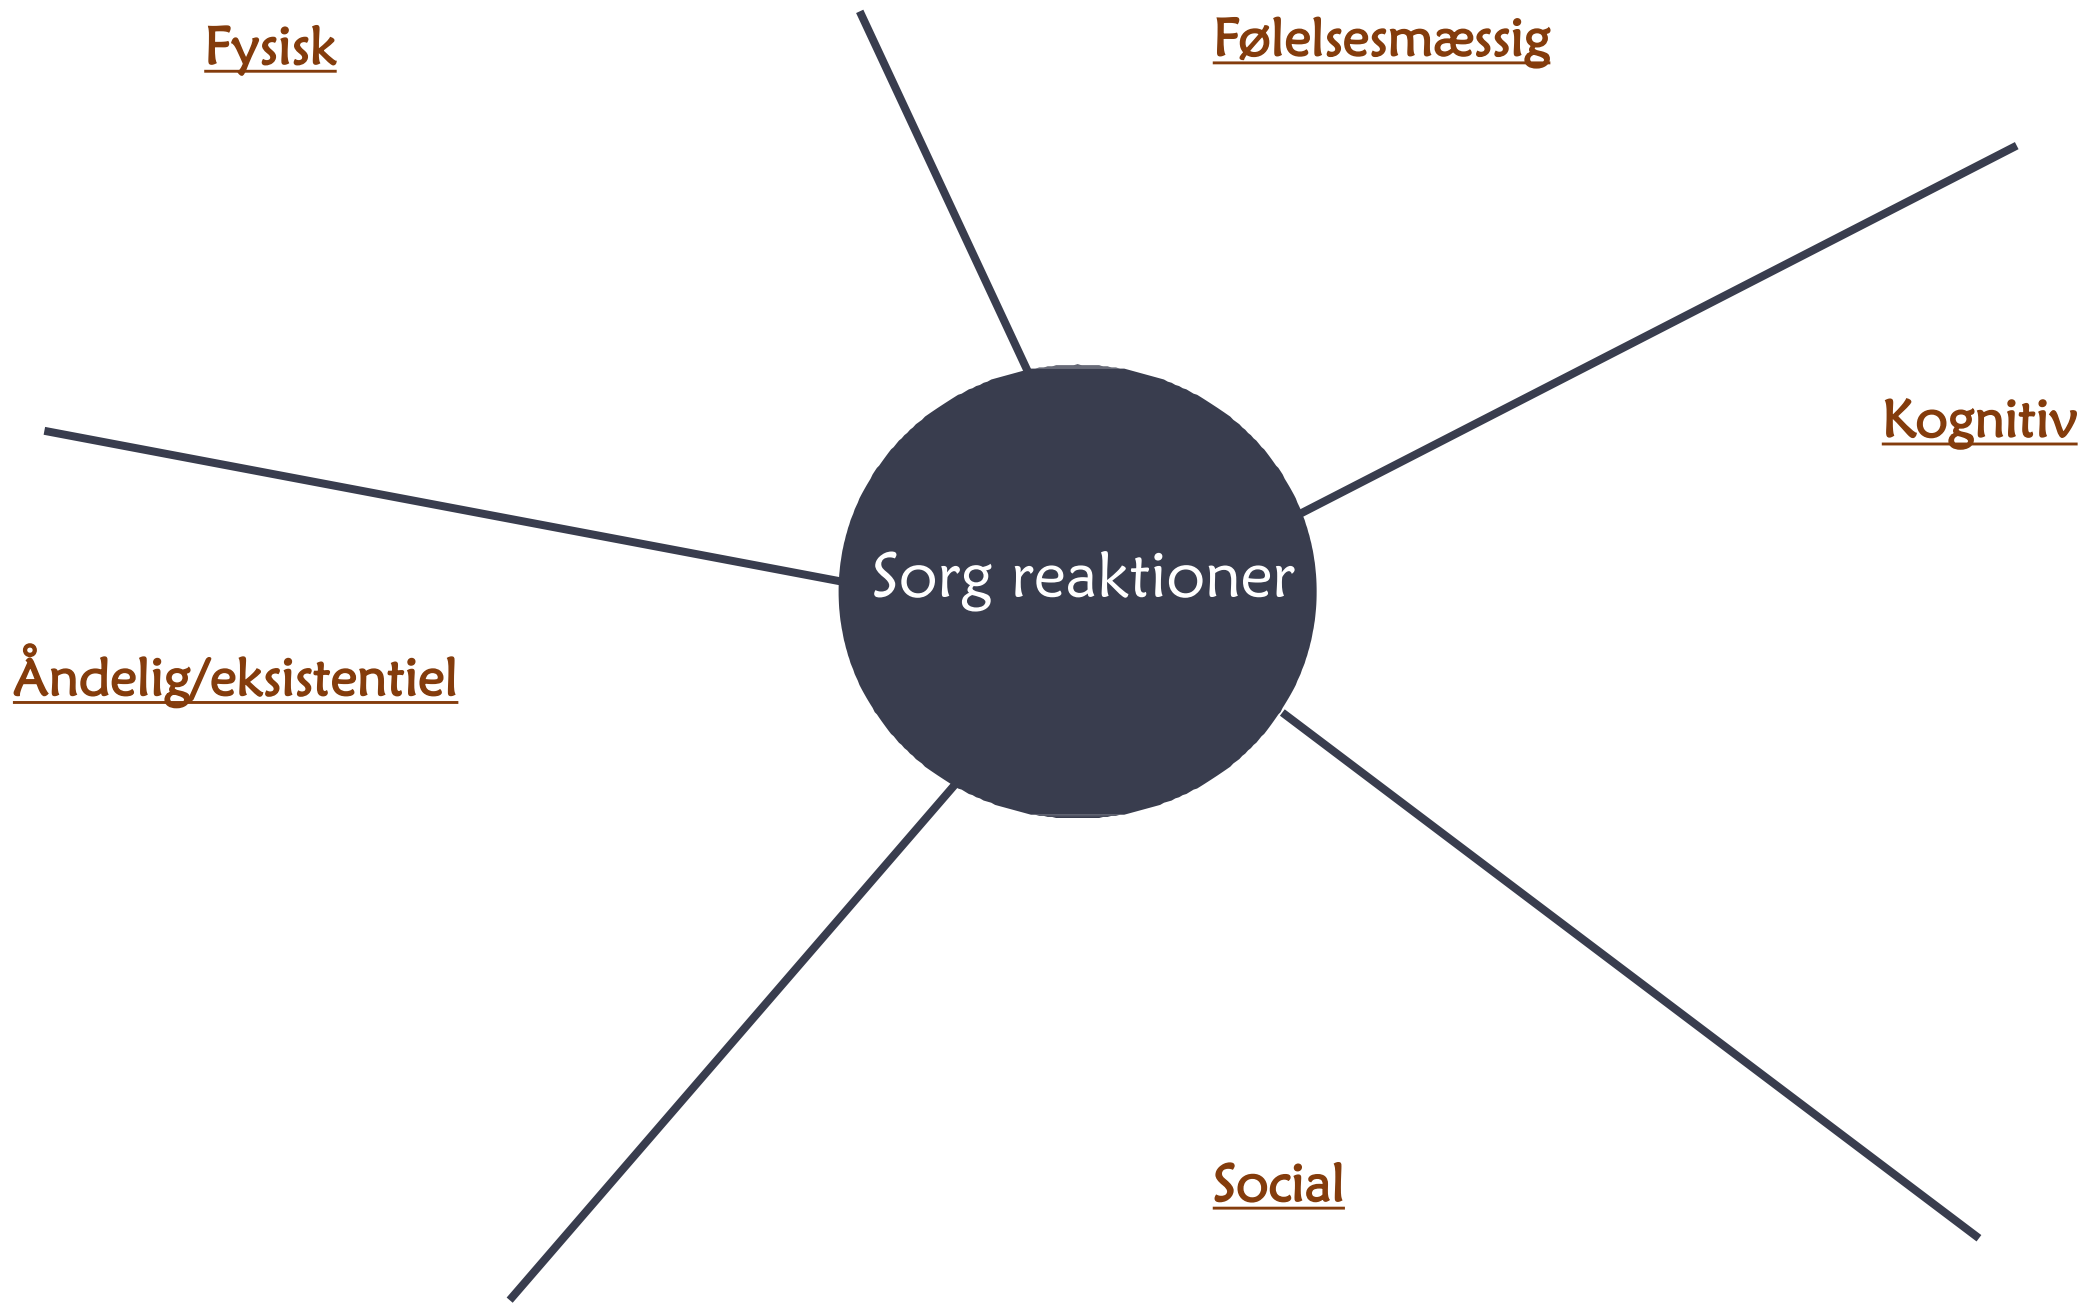 Fysisk
Følelsesmæssig
Kognitiv
Sorg reaktioner
Åndelig/eksistentiel
Social